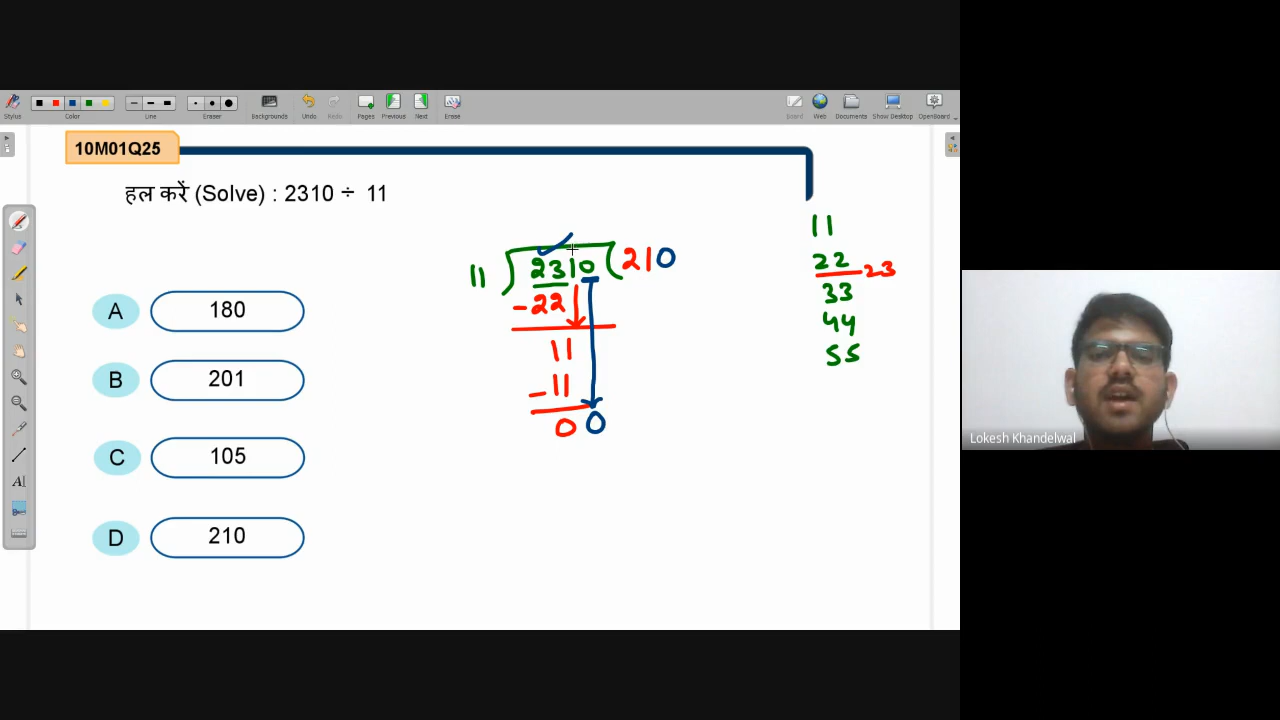 Stylus Color Line Eraser Backgrounds Undo Redo Pages Previous Next Erase board Web Documents Show Desktop OpenBoard
10M01Q25
हल करें (Solve) : 2310 ÷ 11
11 2310 210
-22
11
-11
0 0
11
22
23
33
44
55
A 180
B 201
C 105
D 210
Lokesh Khandelwal